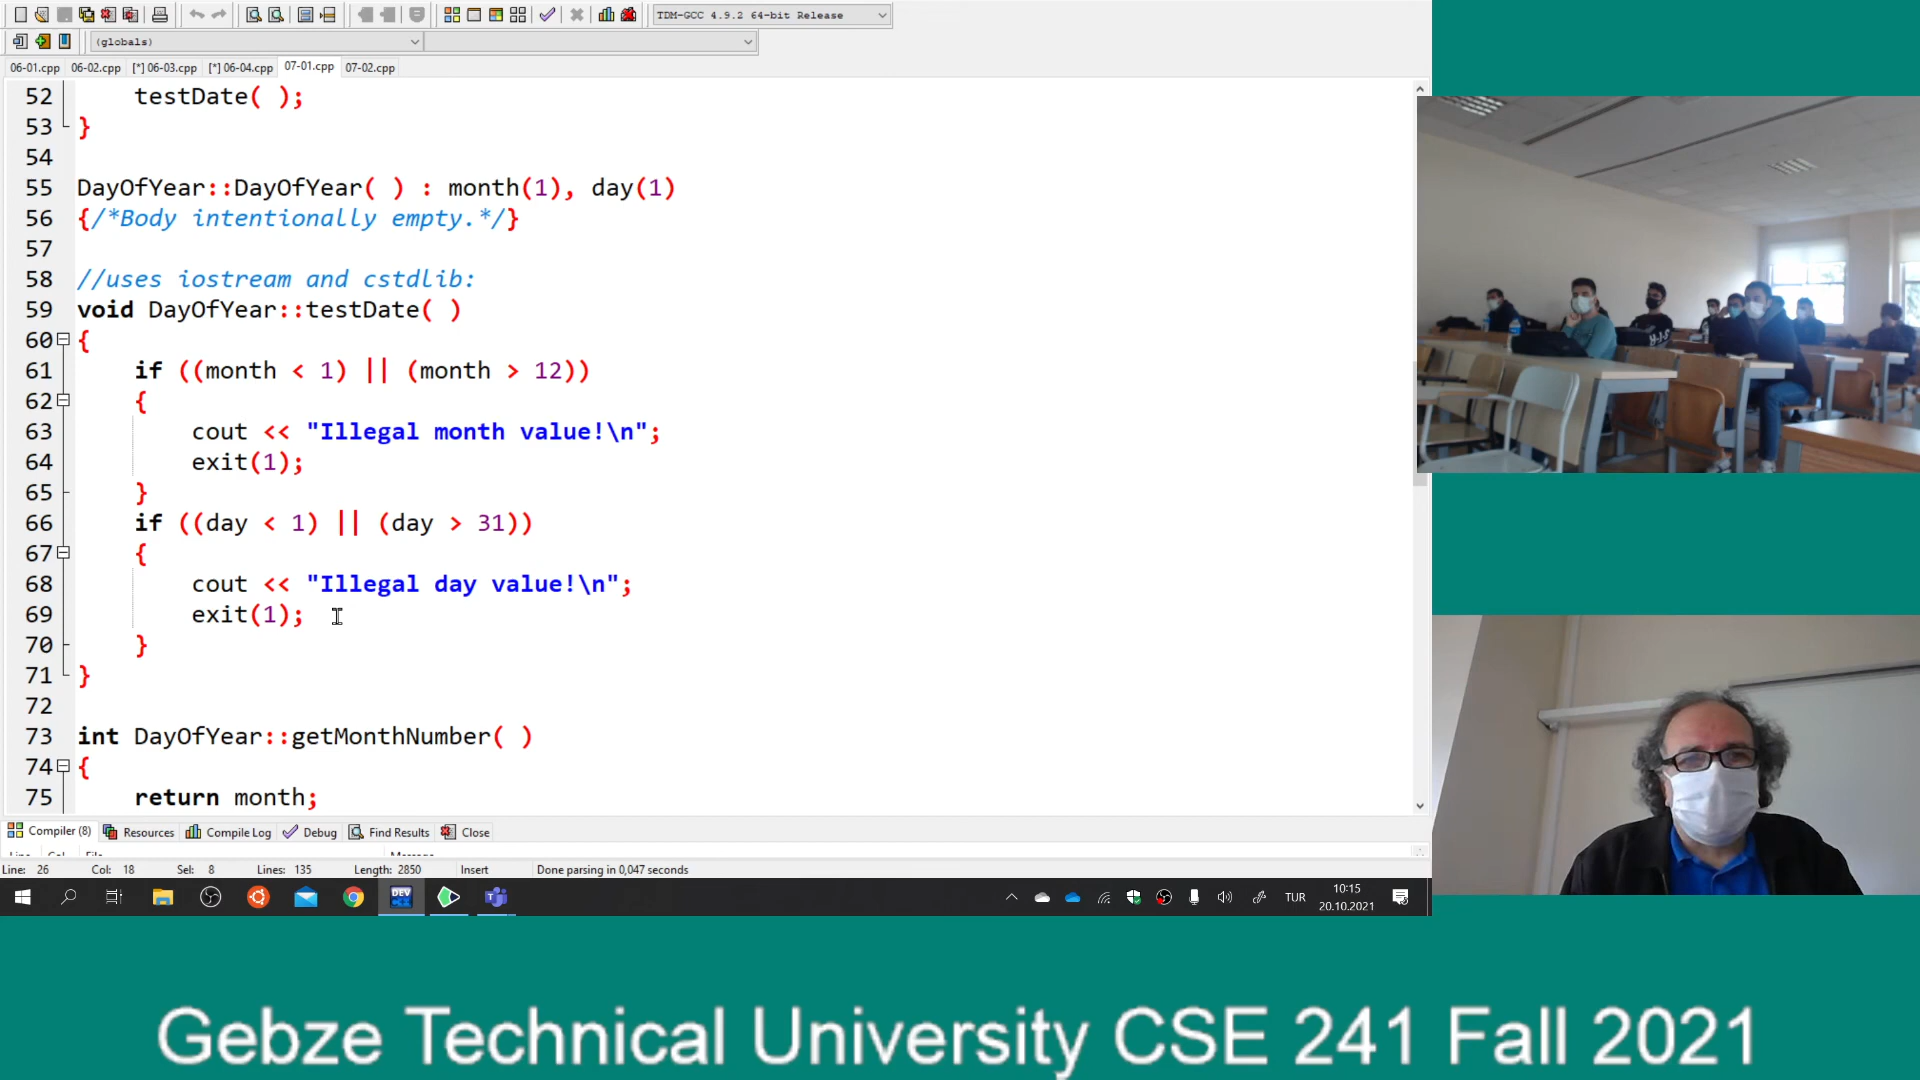 TDM-GCC 4.9.2 64-bit Release
(globals)
06-01.cpp 06-02.cpp [*] 06-03.cpp [*] 06-04.cpp 07-01.cpp 07-02.cpp
52 testDate( );
53 }
54
55 DayOfYear::DayOfYear( ) : month(1), day(1)
56 {/*Body intentionally empty.*/}
57
58 //uses iostream and cstdlib:
59 void DayOfYear::testDate( )
60 {
61 if ((month < 1) || (month > 12))
62 {
63 cout << "Illegal month value!\n";
64 exit(1);
65 }
66 if ((day < 1) || (day > 31))
67 {
68 cout << "Illegal day value!\n";
69 exit(1);
70 }
71 }
72
73 int DayOfYear::getMonthNumber( )
74 {
75 return month;
Compiler (8) Resources Compile Log Debug Find Results Close
Line: 26 Col: 18 Sel: 8 Lines: 135 Length: 2850 Insert Done parsing in 0,047 seconds
DEV
TUR
10:15
20.10.2021
Gebze Technical University CSE 241 Fall 2021